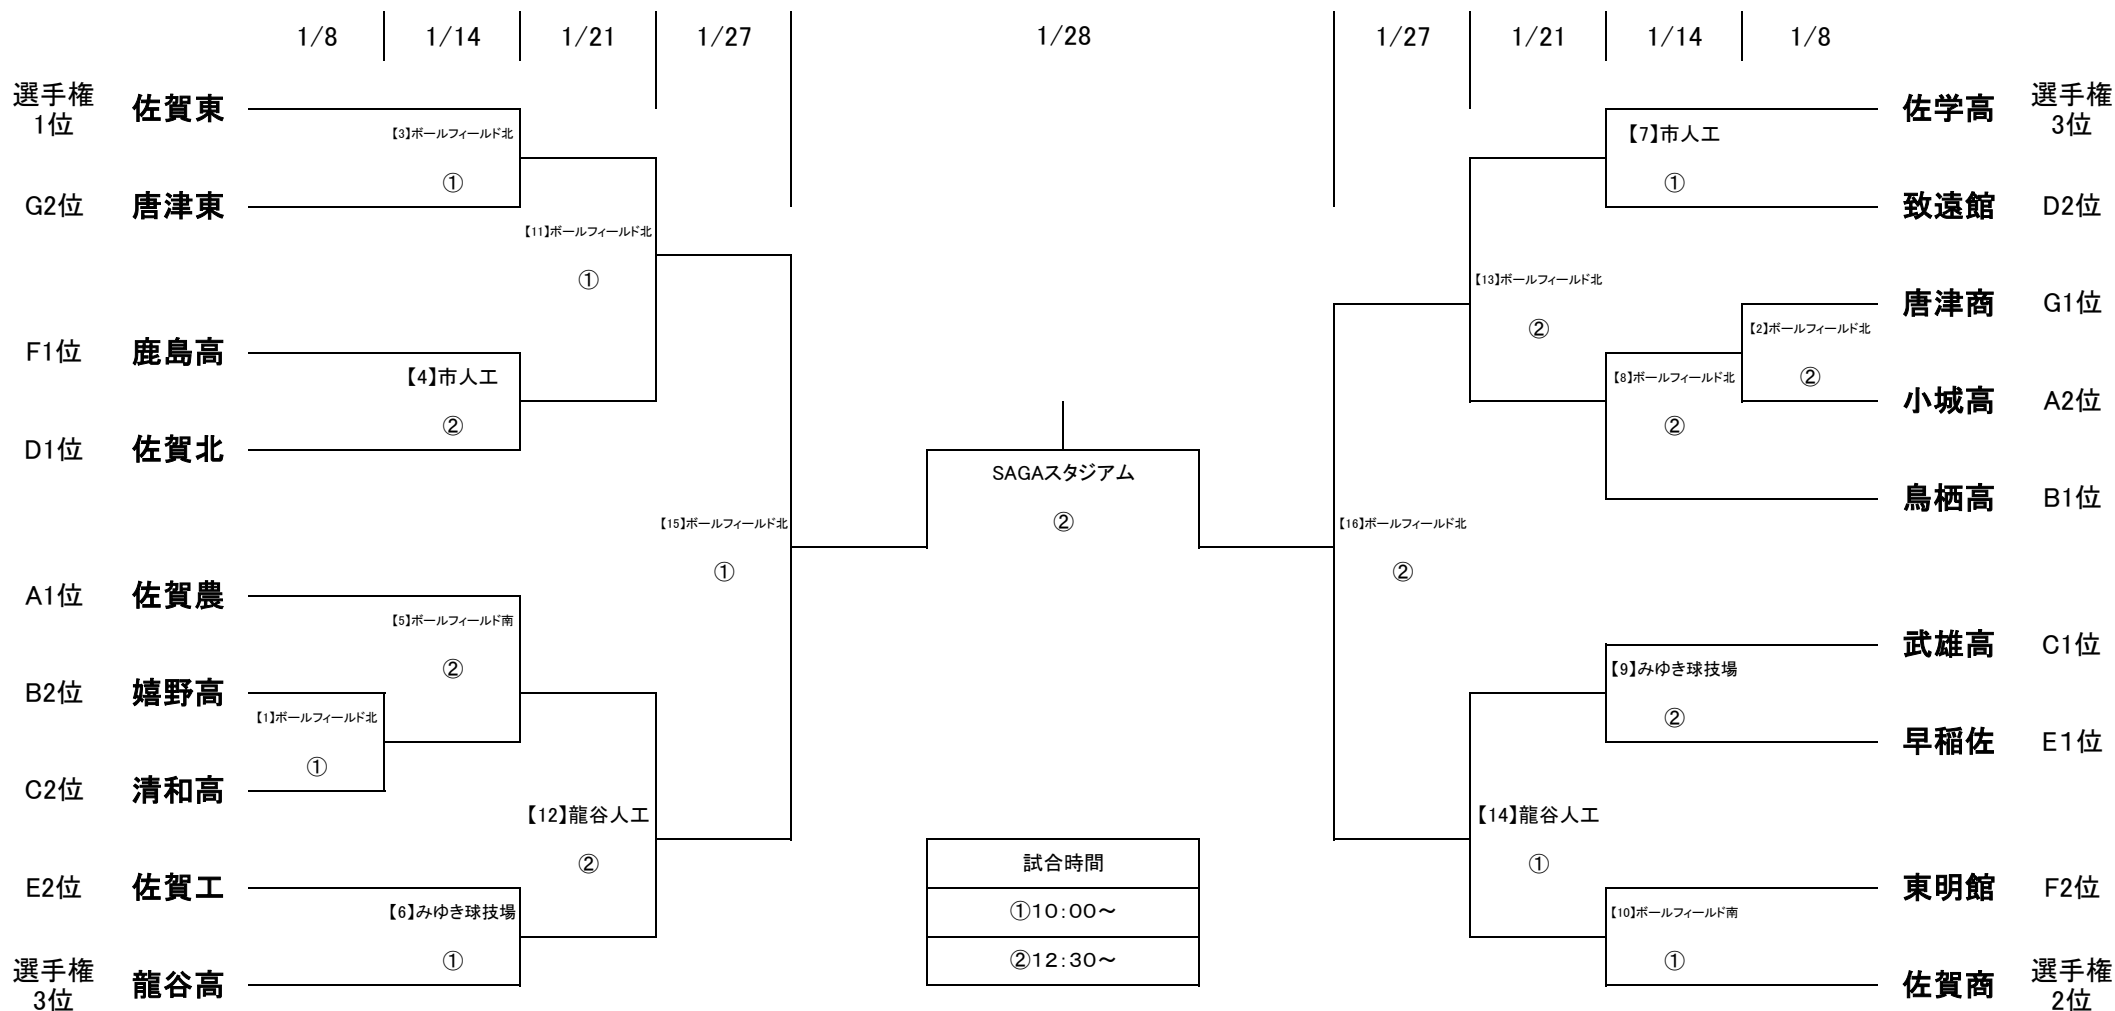 1/8 1/14 1/21 1/27 1/28 1/27 1/21 1/14 1/8
選手権
1位
佐賀東
【3】ボールフィールド北
①
G2位 唐津東
【11】ボールフィールド北
①
F1位 鹿島高
【4】市人工
②
D1位 佐賀北
【15】ボールフィールド北
①
A1位 佐賀農
【5】ボールフィールド南
②
B2位 嬉野高
【1】ボールフィールド北
①
C2位 清和高
【12】龍谷人工
②
E2位 佐賀工
【6】みゆき球技場
①
選手権
3位
龍谷高
SAGAスタジアム
②
試合時間
①10:00～
②12:30～
佐学高
選手権
3位
【7】市人工
①
致遠館 D2位
【13】ボールフィールド北
②
唐津商 G1位
【2】ボールフィールド北
②
【8】ボールフィールド北
②
小城高 A2位
鳥栖高 B1位
【16】ボールフィールド北
②
武雄高 C1位
【9】みゆき球技場
②
早稲佐 E1位
【14】龍谷人工
①
東明館 F2位
【10】ボールフィールド南
①
佐賀商
選手権
2位